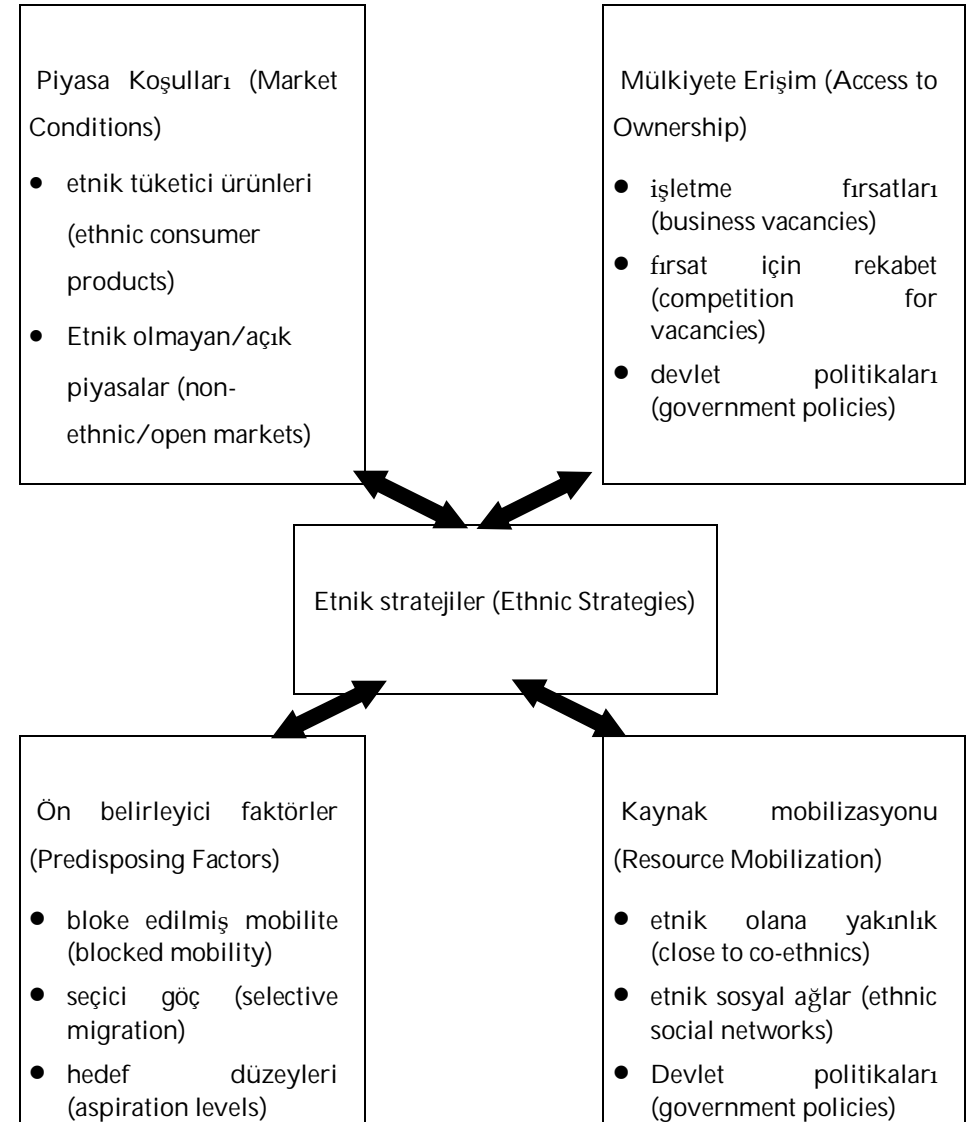 Piyasa Koşulları (Market
Conditions)
● etnik tüketici ürünleri
(ethnic consumer
products)
● Etnik olmayan/açık
piyasalar (non-
ethnic/open markets)
Mülkiyete Erişim (Access to
Ownership)
● işletme fırsatları
(business vacancies)
● fırsat için rekabet
(competition for
vacancies)
● devlet politikaları
(government policies)
Etnik stratejiler (Ethnic Strategies)
Ön belirleyici faktörler
(Predisposing Factors)
● bloke edilmiş mobilite
(blocked mobility)
● seçici göç (selective
migration)
● hedef düzeyleri
(aspiration levels)
Kaynak mobilizasyonu
(Resource Mobilization)
● etnik olana yakınlık
(close to co-ethnics)
● etnik sosyal ağlar (ethnic
social networks)
● Devlet politikaları
(government policies)